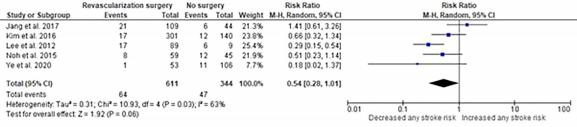 Revascularization surgery No surgery Risk Ratio Risk Ratio
Study or Subgroup Events Total Events Total Weight M-H, Random, 95% CI M-H, Random, 95% CI
Jang et al. 2017 21 109 6 44 21.3% 1.41 [0.61, 3.26]
Kim et al. 2016 17 301 12 140 22.9% 0.66 [0.32, 1.34]
Lee et al. 2012 17 89 6 9 25.1% 0.29 [0.15, 0.54]
Noh et al. 2015 8 59 12 45 20.9% 0.51 [0.23, 1.14]
Ye et al. 2020 1 53 11 106 7.7% 0.18 [0.02, 1.37]
Total (95% CI) 611 344 100.0% 0.54 [0.28, 1.01]
Total events 64 47
Heterogeneity: Tau² = 0.31; Chi² = 10.93, df = 4 (P = 0.03); I² = 63%
Test for overall effect: Z = 1.92 (P = 0.06)
0.01 0.1 1 10 100
Decreased any stroke risk Increased any stroke risk